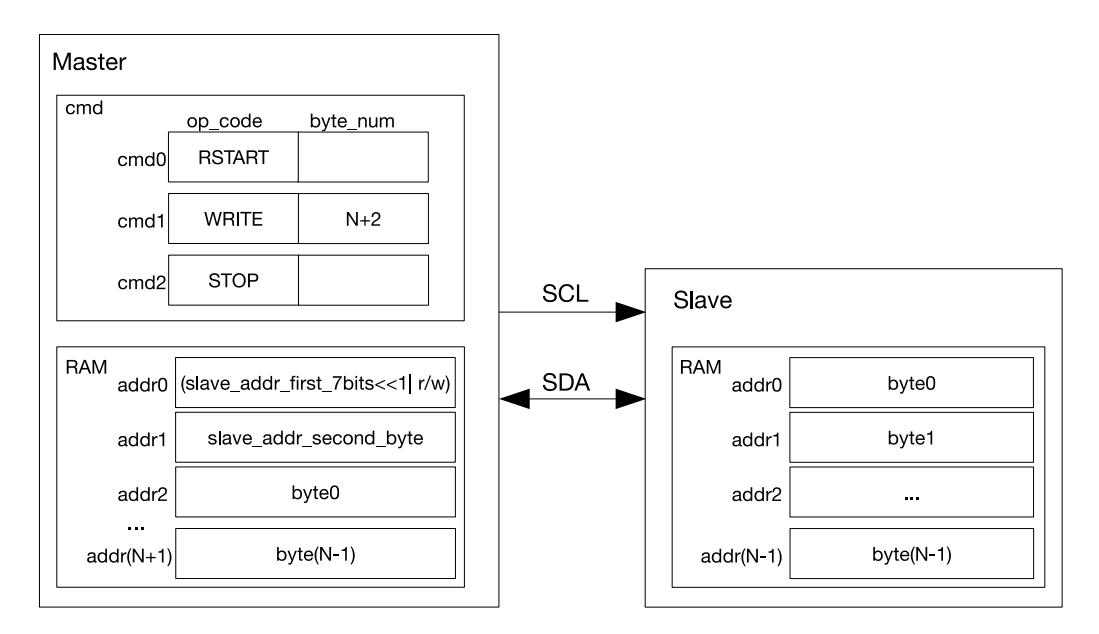 Master
cmd
op_code byte_num
cmd0 RSTART
cmd1 WRITE N+2
cmd2 STOP
SCL
Slave
RAM
addr0 (slave_addr_first_7bits<<1| r/w)
addr1 slave_addr_second_byte
addr2 byte0
...
addr(N+1) byte(N-1)
SDA
RAM
addr0 byte0
addr1 byte1
addr2 ...
addr(N-1) byte(N-1)